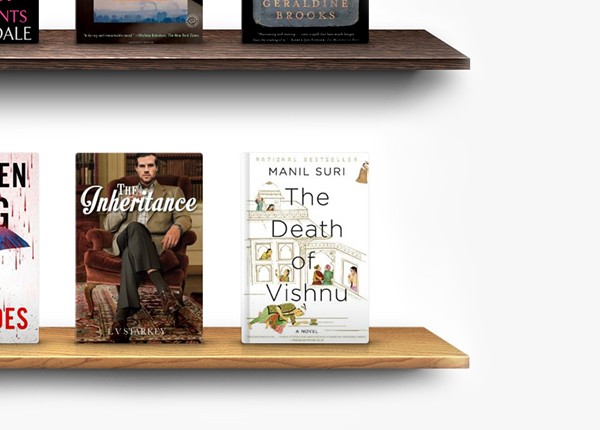 NTS
DALE
GERALDINE
BROOKS
EN
G
DES
THE
Inheritance
L V STARKEY
NATIONAL BESTSELLER
MANIL SURI
The
Death
of
Vishnu
A NOVEL